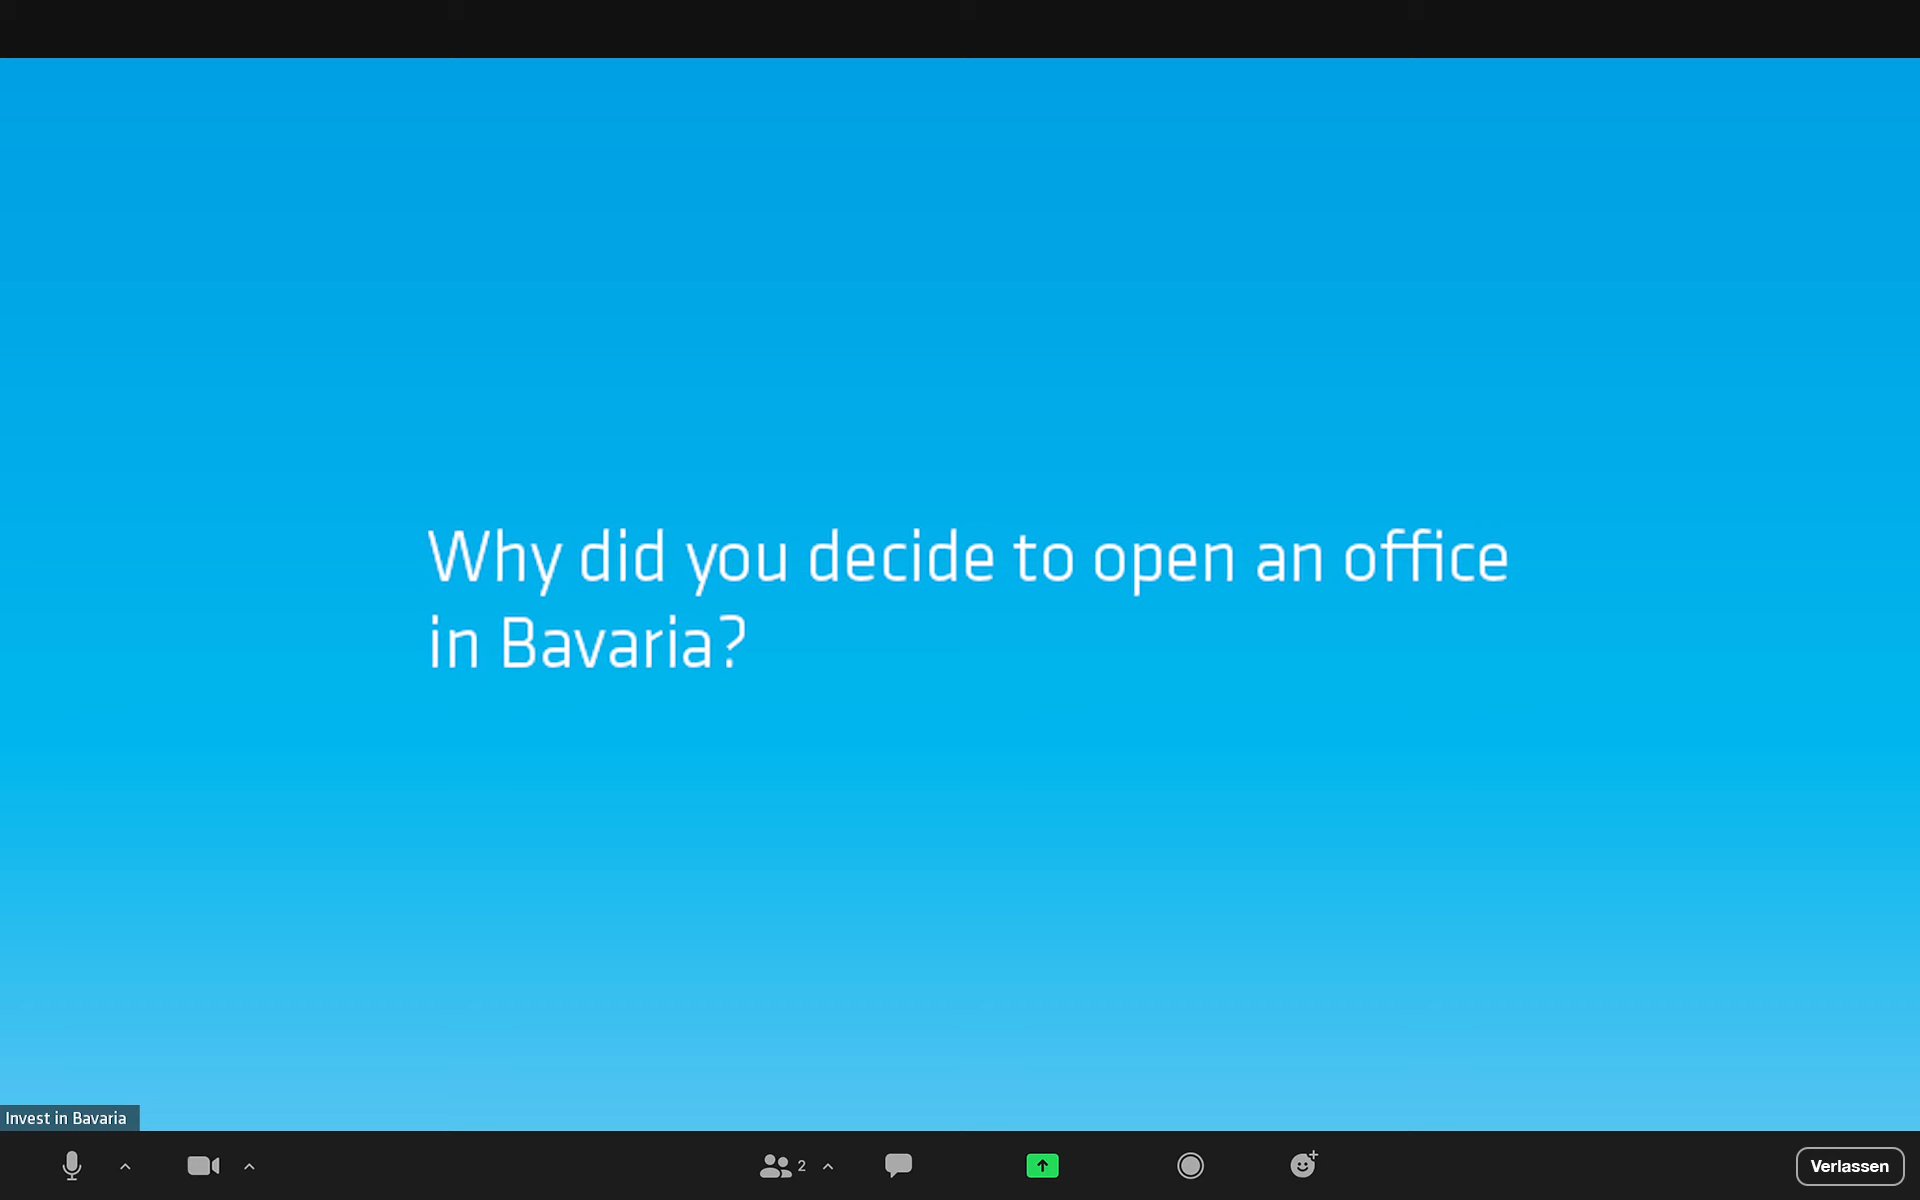 Why did you decide to open an office
in Bavaria?
Invest in Bavaria
2
Verlassen